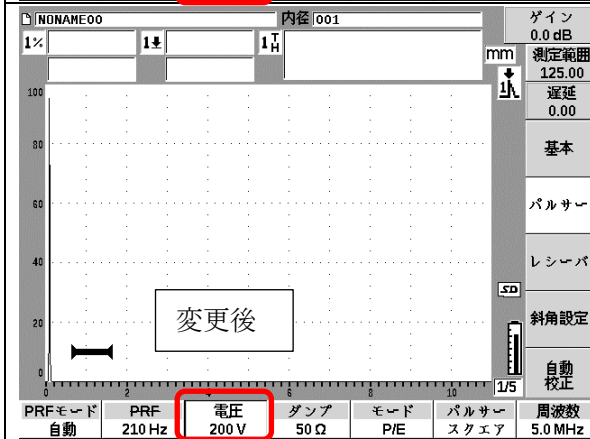 NONAME00
内径 001
ゲイン
0.0 dB
1%
1
1 T H
mm
測定範囲
125.00
1
遅延
0.00
100
80
60
40
20
0
基本
パルサー
レシーバ
SD
斜角設定
変更後
自動
校正
2
4
6
8
10
1/5
PRFモード
自動
PRF
210 Hz
電圧
200 V
ダンプ
50 Ω
モード
P/E
パルサー
スクエア
周波数
5.0 MHz